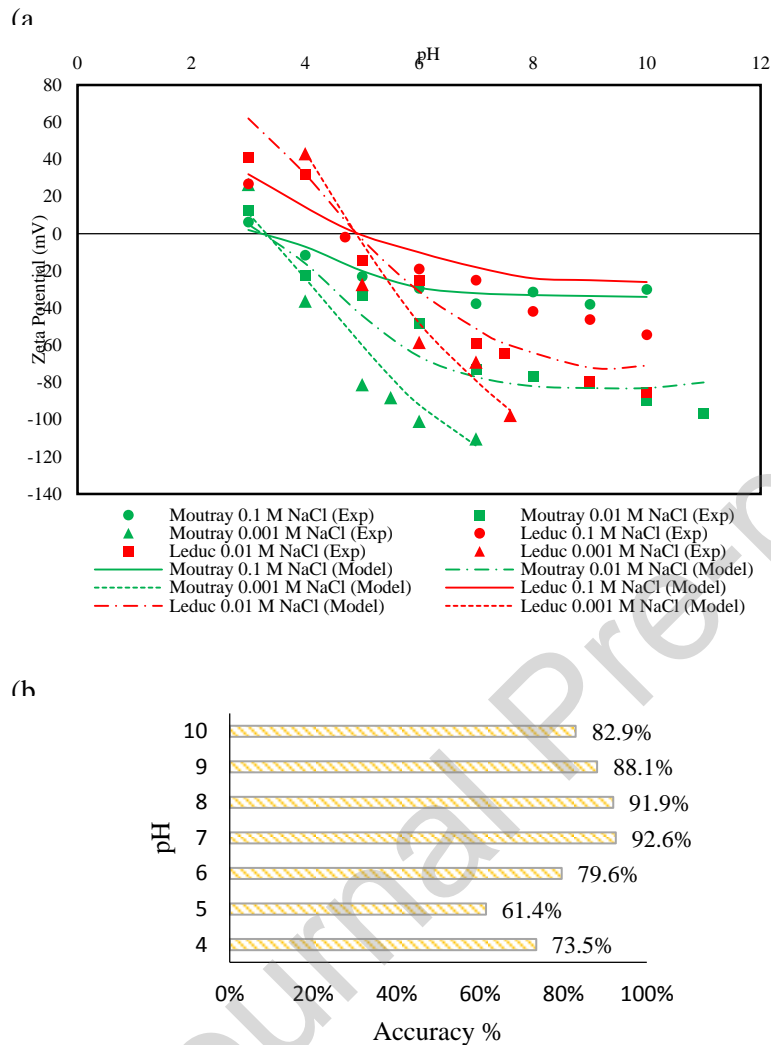 (a
pH
0 2 4 6 8 10 12
80
60
40
20
0
-20
-40
-60
-80
-100
-120
-140
Zeta Potential (mV)
Moutray 0.1 M NaCl (Exp) Moutray 0.01 M NaCl (Exp)
Moutray 0.001 M NaCl (Exp) Leduc 0.1 M NaCl (Exp)
Leduc 0.01 M NaCl (Exp) Leduc 0.001 M NaCl (Exp)
Moutray 0.1 M NaCl (Model) Moutray 0.01 M NaCl (Model)
Moutray 0.001 M NaCl (Model) Leduc 0.1 M NaCl (Model)
Leduc 0.01 M NaCl (Model) Leduc 0.001 M NaCl (Model)
(b
10 82.9%
9 88.1%
8 91.9%
7 92.6%
6 79.6%
5 61.4%
4 73.5%
pH
0% 20% 40% 60% 80% 100%
Accuracy %
urnal Pre-p